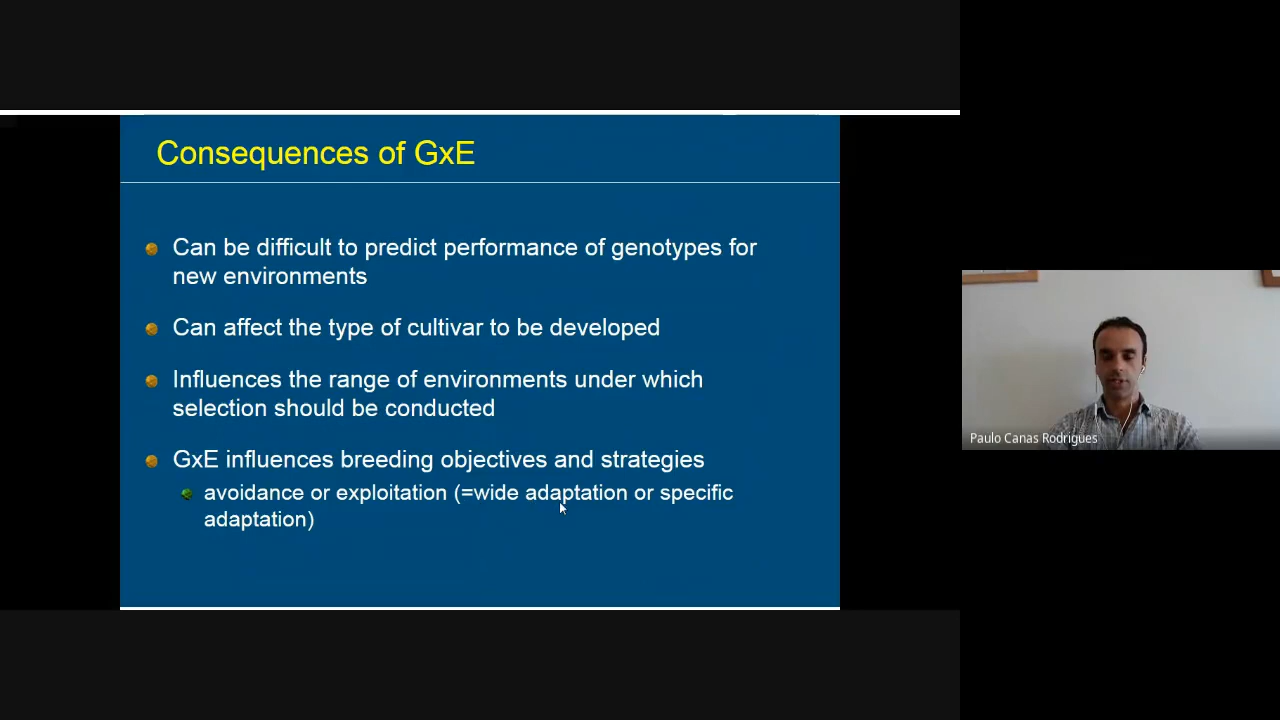 Consequences of GxE
Can be difficult to predict performance of genotypes for
new environments
Can affect the type of cultivar to be developed
Influences the range of environments under which
selection should be conducted
GxE influences breeding objectives and strategies
avoidance or exploitation (=wide adaptation or specific
adaptation)
Paulo Canas Rodrigues